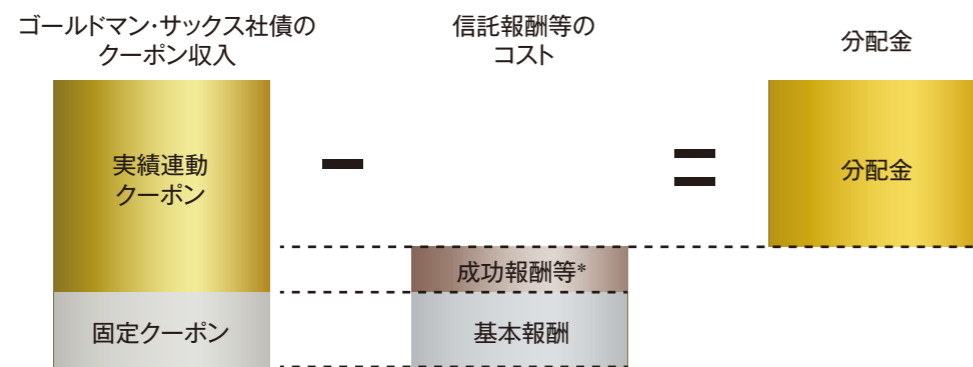 ゴールドマン・サックス社債の
クーポン収入
信託報酬等の
コスト
分配金
実績連動
クーポン
分配金
成功報酬等*
固定クーポン
基本報酬